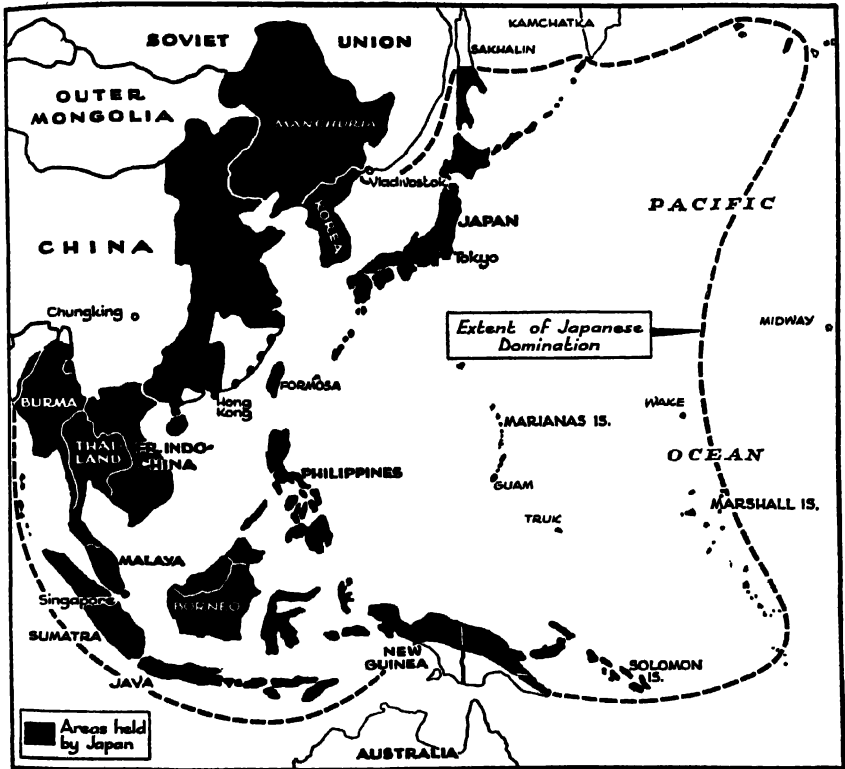 KAMCHATKA
SOVIET UNION
SAKHALIN
OUTER
MONGOLIA
MANCHURIA
Vladivostok
KOREA
PACIFIC
JAPAN
CHINA
Tokyo
Chungking
Extent of Japanese
Domination
MIDWAY
FORMOSA
BURMA
Hong
Kong
WAKE
MARIANAS IS.
THAI
LAND
FR. INDO-
CHINA
OCEAN
PHILIPPINES
GUAM
MARSHALL IS.
TRUK
MALAYA
Singapore
BORNEO
SUMATRA
NEW
GUINEA
SOLOMON
IS.
JAVA
Areas held
by Japan
AUSTRALIA